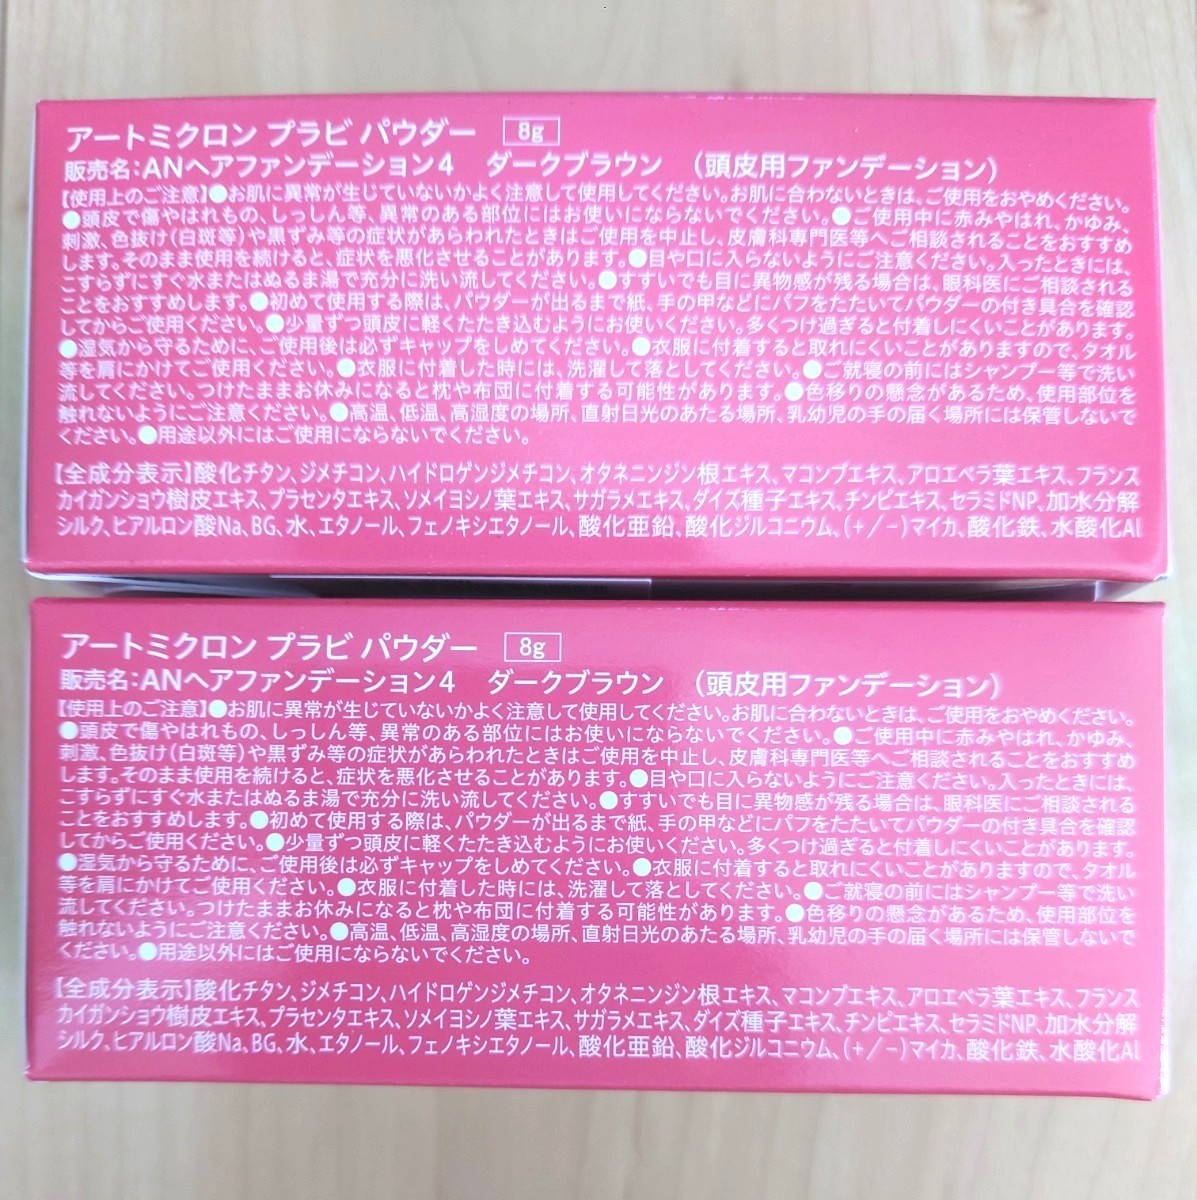 アートミクロン プラビ パウダー 8g
販売名:ANヘアファンデーション4 ダークブラウン (頭皮用ファンデーション)
【使用上のご注意】●お肌に異常が生じていないかよく注意して使用してください。お肌に合わないときは、ご使用をおやめください。
●頭皮で傷やはれもの、しっしん等、異常のある部位にはお使いにならないでください。●ご使用中に赤みやはれ、かゆみ、
刺激、色抜け(白斑等)や黒ずみ等の症状があらわれたときはご使用を中止し、皮膚科専門医等へご相談されることをおすすめ
します。そのまま使用を続けると、症状を悪化させることがあります。●目や口に入らないようにご注意ください。入ったときには、
こすらずにすぐ水またはぬるま湯で充分に洗い流してください。●すすいでも目に異物感が残る場合は、眼科医にご相談される
ことをおすすめします。●初めて使用する際は、パウダーが出るまで紙、手の甲などにパフをたたいてパウダーの付き具合を確認
してからご使用ください。●少量ずつ頭皮に軽くたたき込むようにお使いください。多くつけ過ぎると付着しにくいことがあります。
●湿気から守るために、ご使用後は必ずキャップをしめてください。●衣服に付着すると取れにくいことがありますので、タオル
等を肩にかけてご使用ください。●衣服に付着した時には、洗濯して落としてください。●ご就寝の前にはシャンプー等で洗い
流してください。つけたままお休みになると枕や布団に付着する可能性があります。●色移りの懸念があるため、使用部位を
触れないようにご注意ください。●高温、低温、高湿度の場所、直射日光のあたる場所、乳幼児の手の届く場所には保管しないで
ください。●用途以外にはご使用にならないでください。
【全成分表示】酸化チタン、ジメチコン、ハイドロゲンジメチコン、オタネニンジン根エキス、マコンブエキス、アロエベラ葉エキス、フランス
カイガンショウ樹皮エキス、プラセンタエキス、ソメイヨシノ葉エキス、サガラメエキス、ダイズ種子エキス、チンピエキス、セラミドNP、加水分解
シルク、ヒアルロン酸Na、BG、水、エタノール、フェノキシエタノール、酸化亜鉛、酸化ジルコニウム、(+/-)マイカ、酸化鉄、水酸化Al
アートミクロン プラビ パウダー 8g
販売名:ANヘアファンデーション4 ダークブラウン (頭皮用ファンデーション)
【使用上のご注意】●お肌に異常が生じていないかよく注意して使用してください。お肌に合わないときは、ご使用をおやめください。
●頭皮で傷やはれもの、しっしん等、異常のある部位にはお使いにならないでください。●ご使用中に赤みやはれ、かゆみ、
刺激、色抜け(白斑等)や黒ずみ等の症状があらわれたときはご使用を中止し、皮膚科専門医等へご相談されることをおすすめ
します。そのまま使用を続けると、症状を悪化させることがあります。●目や口に入らないようにご注意ください。入ったときには、
こすらずにすぐ水またはぬるま湯で充分に洗い流してください。●すすいでも目に異物感が残る場合は、眼科医にご相談される
ことをおすすめします。●初めて使用する際は、パウダーが出るまで紙、手の甲などにパフをたたいてパウダーの付き具合を確認
してからご使用ください。●少量ずつ頭皮に軽くたたき込むようにお使いください。多くつけ過ぎると付着しにくいことがあります。
●湿気から守るために、ご使用後は必ずキャップをしめてください。●衣服に付着すると取れにくいことがありますので、タオル
等を肩にかけてご使用ください。●衣服に付着した時には、洗濯して落としてください。●ご就寝の前にはシャンプー等で洗い
流してください。つけたままお休みになると枕や布団に付着する可能性があります。●色移りの懸念があるため、使用部位を
触れないようにご注意ください。●高温、低温、高湿度の場所、直射日光のあたる場所、乳幼児の手の届く場所には保管しないで
ください。●用途以外にはご使用にならないでください。
【全成分表示】酸化チタン、ジメチコン、ハイドロゲンジメチコン、オタネニンジン根エキス、マコンブエキス、アロエベラ葉エキス、フランス
カイガンショウ樹皮エキス、プラセンタエキス、ソメイヨシノ葉エキス、サガラメエキス、ダイズ種子エキス、チンピエキス、セラミドNP、加水分解
シルク、ヒアルロン酸Na、BG、水、エタノール、フェノキシエタノール、酸化亜鉛、酸化ジルコニウム、(+/-)マイカ、酸化鉄、水酸化Al